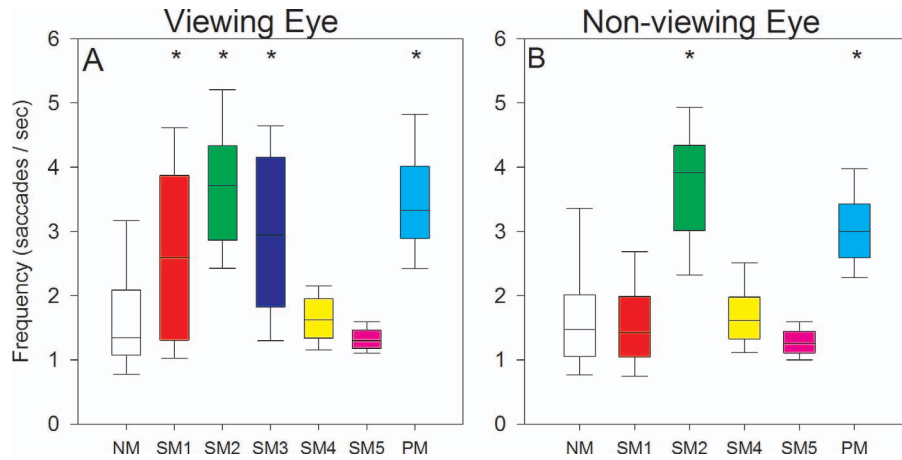 Viewing Eye
Non-viewing Eye
Frequency (saccades / sec)
A
* * * *
6
5
4
3
2
1
0
NM SM1 SM2 SM3 SM4 SM5 PM
B
* *
6
5
4
3
2
1
0
NM SM1 SM2 SM4 SM5 PM